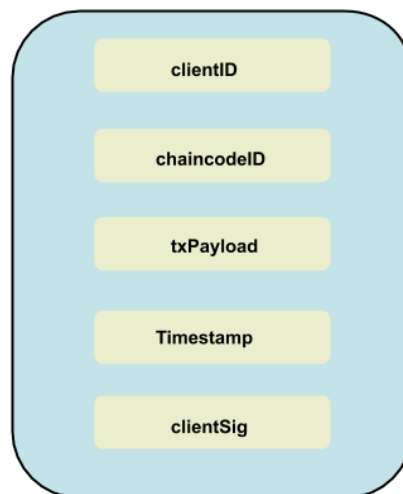 clientID
chaincodeID
txPayload
Timestamp
clientSig